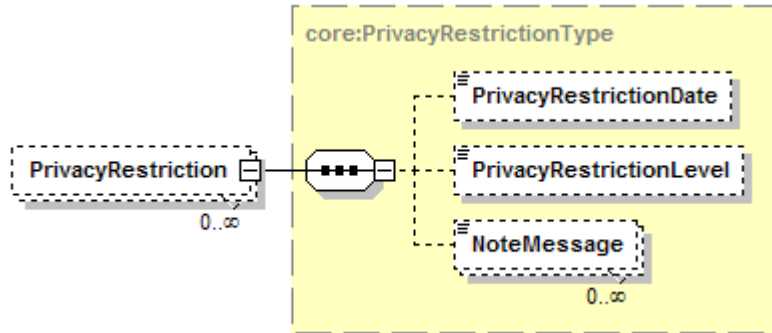 core:PrivacyRestrictionType
PrivacyRestrictionDate
PrivacyRestriction
0..∞
PrivacyRestrictionLevel
NoteMessage
0..∞